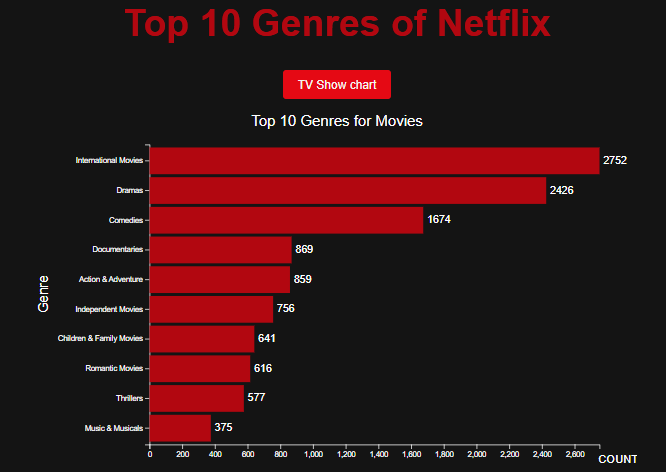 Top 10 Genres of Netflix
TV Show chart
Top 10 Genres for Movies
Genre
International Movies 2752
Dramas 2426
Comedies 1674
Documentaries 869
Action & Adventure 859
Independent Movies 756
Children & Family Movies 641
Romantic Movies 616
Thrillers 577
Music & Musicals 375
0 200 400 600 800 1,000 1,200 1,400 1,600 1,800 2,000 2,200 2,400 2,600
COUNT